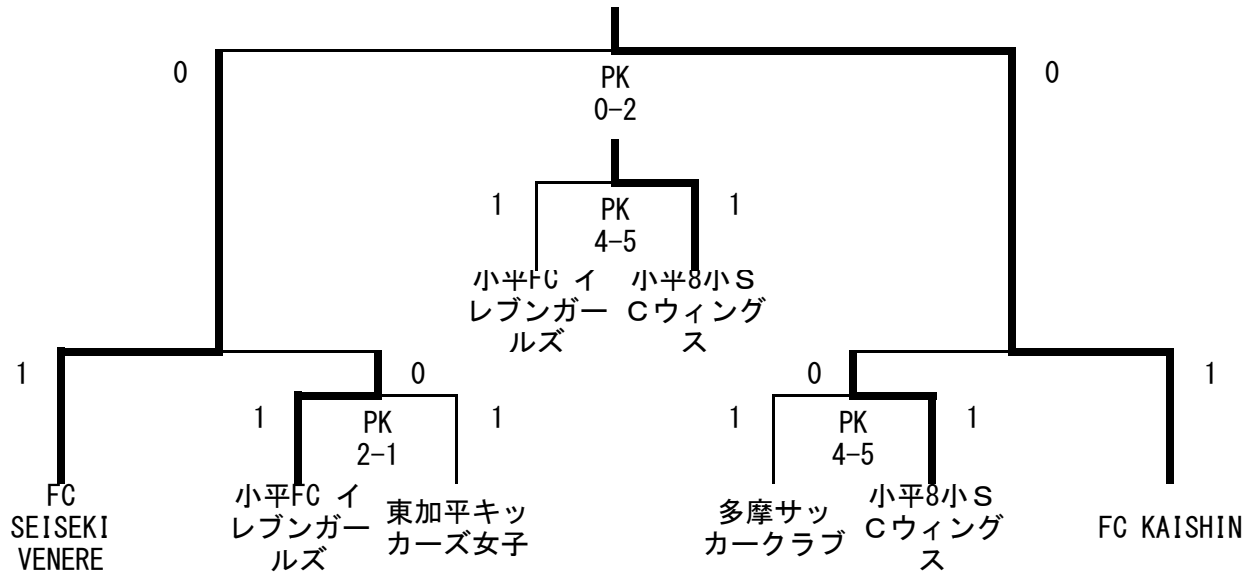 0
0
PK
0-2
1
1
PK
4-5
小平FC イ
レブンガー
ルズ
小平8小S
Cウィング
ス
1
0
0
1
1
PK
2-1
1
1
PK
4-5
1
FC
SEISEKI
VENERE
小平FC イ
レブンガー
ルズ
東加平キッ
カーズ女子
多摩サッ
カークラブ
小平8小S
Cウィング
ス
FC KAISHIN